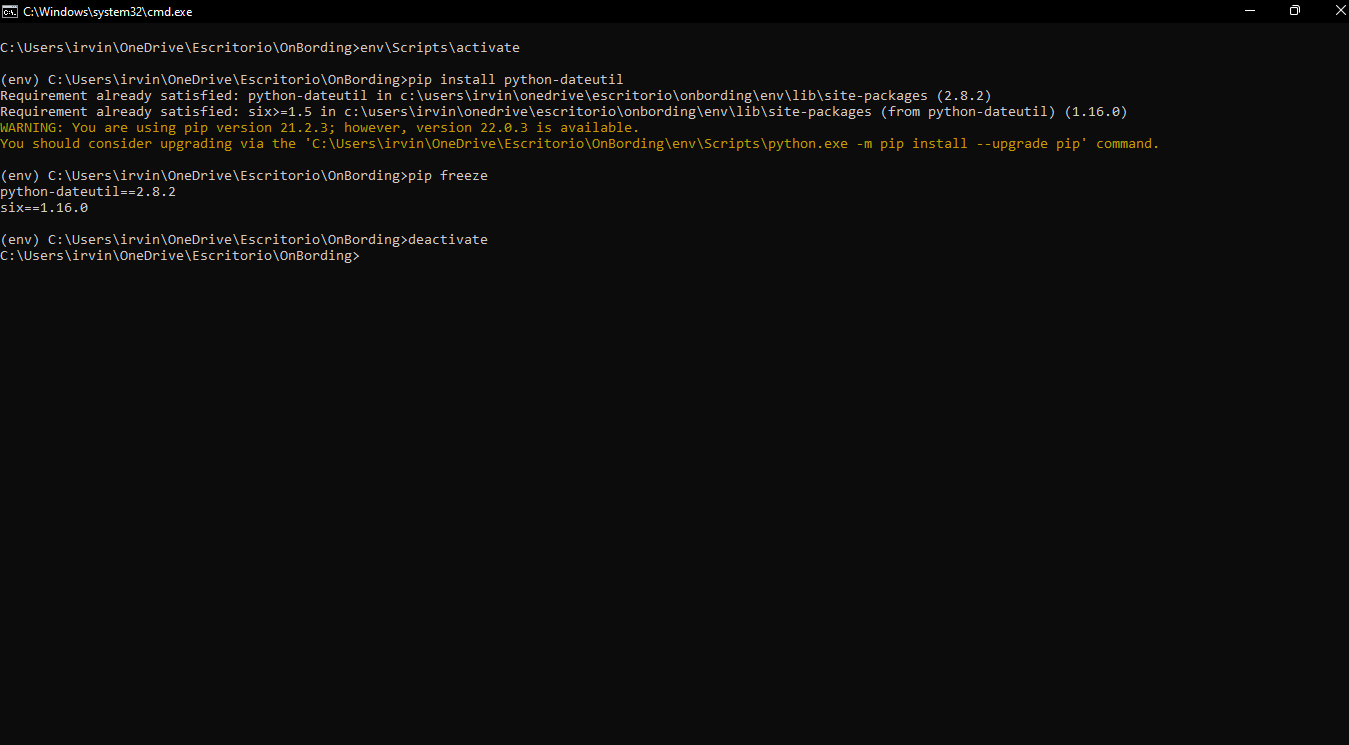 C:\Windows\system32\cmd.exe
C:\Users\irvin\OneDrive\Escritorio\OnBording>env\Scripts\activate
(env) C:\Users\irvin\OneDrive\Escritorio\OnBording>pip install python-dateutil
Requirement already satisfied: python-dateutil in c:\users\irvin\onedrive\escritorio\onbording\env\lib\site-packages (2.8.2)
Requirement already satisfied: six>=1.5 in c:\users\irvin\onedrive\escritorio\onbording\env\lib\site-packages (from python-dateutil) (1.16.0)
WARNING: You are using pip version 21.2.3; however, version 22.0.3 is available.
You should consider upgrading via the 'C:\Users\irvin\OneDrive\Escritorio\OnBording\env\Scripts\python.exe -m pip install --upgrade pip' command.
(env) C:\Users\irvin\OneDrive\Escritorio\OnBording>pip freeze
python-dateutil==2.8.2
six==1.16.0
(env) C:\Users\irvin\OneDrive\Escritorio\OnBording>deactivate
C:\Users\irvin\OneDrive\Escritorio\OnBording>